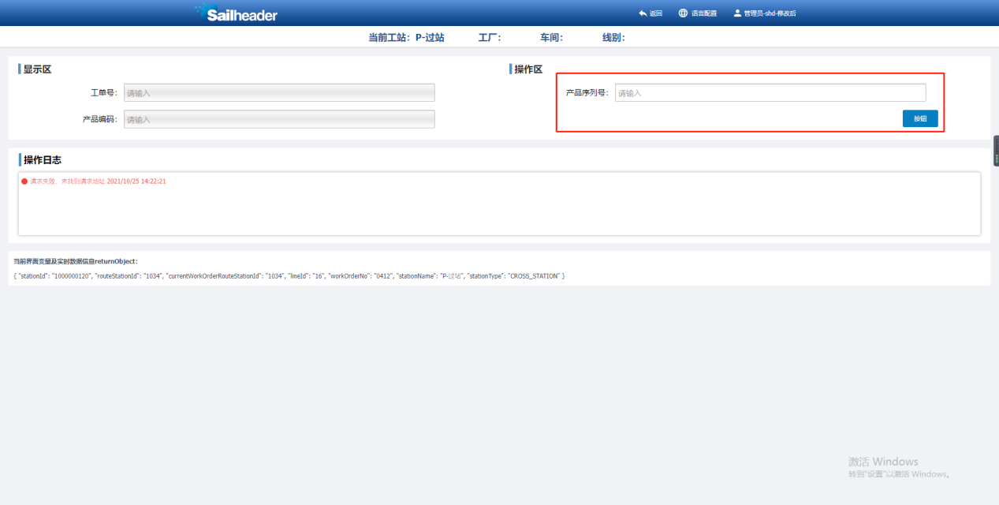 Sailheader
返回 语言配置 管理员-shd-修改后
当前工站：P-过站 工厂： 车间： 线别：
显示区
操作区
工单号： 请输入
产品序列号： 请输入
产品编码： 请输入
按钮
操作日志
请求失败，未找到请求地址 2021/10/25 14:22:21
当前界面变量及实时数据信息returnObject:
{ "stationId": "1000000120", "routeStationId": "1034", "currentWorkOrderRouteStationId": "1034", "lineId": "16", "workOrderNo": "0412", "stationName": "P-过站", "stationType": "CROSS_STATION" }
激活 Windows
转到"设置"以激活 Windows。